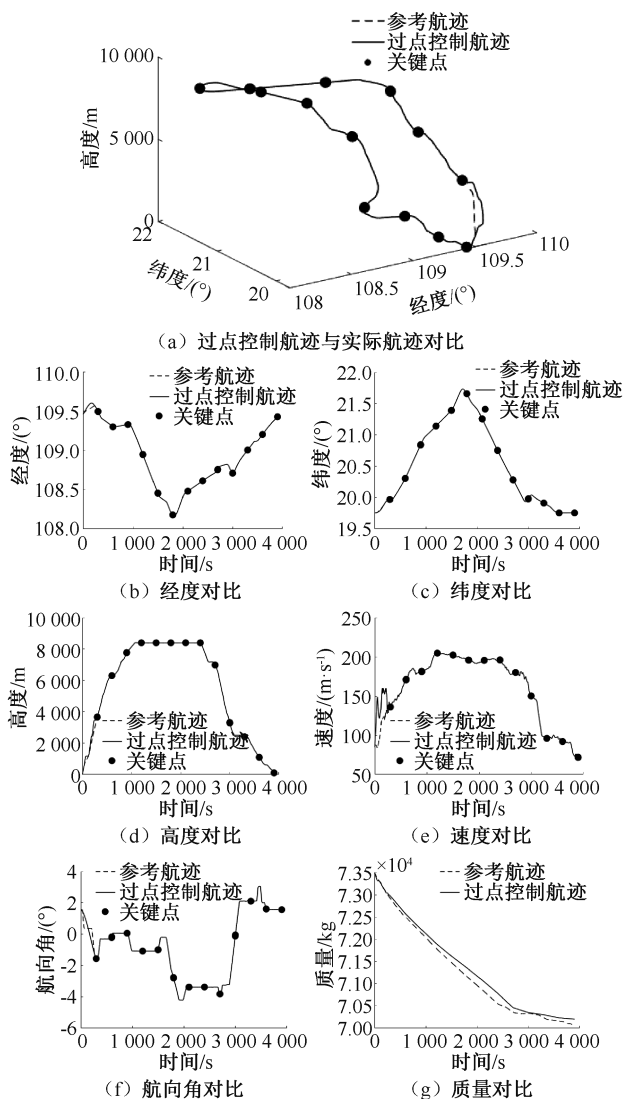 参考航迹
过点控制航迹
关键点
10 000
5 000
0
高度/m
22
21
20
纬度/(°)
108
108.5
109
109.5
110
经度/(°)
（a）过点控制航迹与实际航迹对比
110.0
109.5
109.0
108.5
108.0
经度/(°)
参考航迹
过点控制航迹
关键点
0
1 000
2 000
3 000
4 000
时间/s
（b）经度对比
22.0
21.5
21.0
20.5
20.0
19.5
纬度/(°)
参考航迹
过点控制航迹
关键点
0
1 000
2 000
3 000
4 000
时间/s
（c）纬度对比
10 000
8 000
6 000
4 000
2 000
0
高度/m
参考航迹
过点控制航迹
关键点
0
1 000
2 000
3 000
4 000
时间/s
（d）高度对比
250
200
150
100
50
速度/(m·s⁻¹)
参考航迹
过点控制航迹
关键点
0
1 000
2 000
3 000
4 000
时间/s
（e）速度对比
4
2
0
-2
-4
-6
航向角/(°)
参考航迹
过点控制航迹
关键点
0
1 000
2 000
3 000
4 000
时间/s
（f）航向角对比
×10⁴
7.35
7.33
7.20
7.15
7.10
7.05
7.00
质量/kg
参考航迹
过点控制航迹
0
1 000
2 000
3 000
4 000
时间/s
（g）质量对比